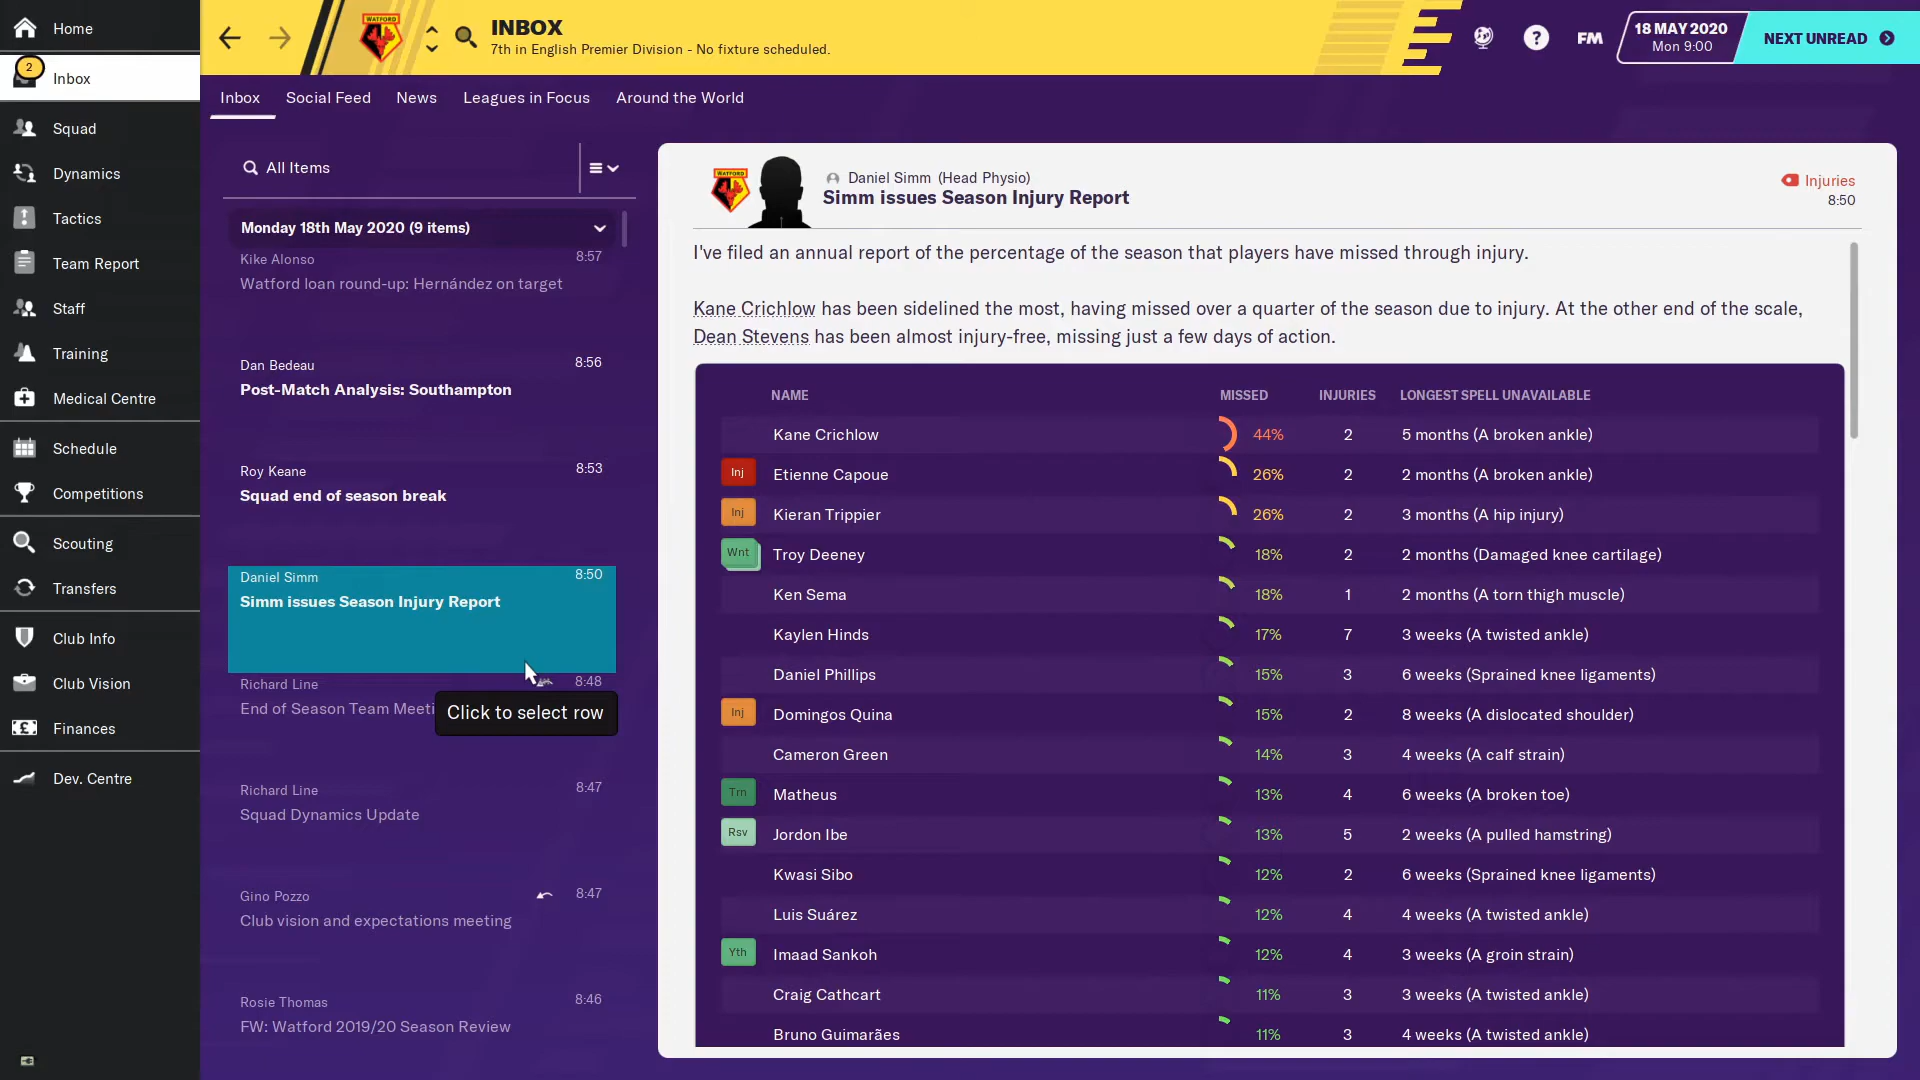 Home
2
Inbox
Squad
Dynamics
Tactics
Team Report
Staff
Training
Medical Centre
Schedule
Competitions
Scouting
Transfers
Club Info
Club Vision
Finances
Dev. Centre
WATFORD
INBOX
7th in English Premier Division - No fixture scheduled.
?
FM
18 MAY 2020
Mon 9:00
NEXT UNREAD
Inbox Social Feed News Leagues in Focus Around the World
All Items
Monday 18th May 2020 (9 items)
Kike Alonso 8:57
Watford loan round-up: Hernández on target
Dan Bedeau 8:56
Post-Match Analysis: Southampton
Roy Keane 8:53
Squad end of season break
Daniel Simm 8:50
Simm issues Season Injury Report
Richard Line 8:48
End of Season Team Meeti
Click to select row
Richard Line 8:47
Squad Dynamics Update
Gino Pozzo 8:47
Club vision and expectations meeting
Rosie Thomas 8:46
FW: Watford 2019/20 Season Review
WATFORD
Daniel Simm (Head Physio)
Simm issues Season Injury Report
Injuries
8:50
I've filed an annual report of the percentage of the season that players have missed through injury.
Kane Crichlow has been sidelined the most, having missed over a quarter of the season due to injury. At the other end of the scale,
Dean Stevens has been almost injury-free, missing just a few days of action.
NAME MISSED INJURIES LONGEST SPELL UNAVAILABLE
Kane Crichlow 44% 2 5 months (A broken ankle)
Inj Etienne Capoue 26% 2 2 months (A broken ankle)
Inj Kieran Trippier 26% 2 3 months (A hip injury)
Wnt Troy Deeney 18% 2 2 months (Damaged knee cartilage)
Ken Sema 18% 1 2 months (A torn thigh muscle)
Kaylen Hinds 17% 7 3 weeks (A twisted ankle)
Daniel Phillips 15% 3 6 weeks (Sprained knee ligaments)
Inj Domingos Quina 15% 2 8 weeks (A dislocated shoulder)
Cameron Green 14% 3 4 weeks (A calf strain)
Trn Matheus 13% 4 6 weeks (A broken toe)
Rsv Jordon Ibe 13% 5 2 weeks (A pulled hamstring)
Kwasi Sibo 12% 2 6 weeks (Sprained knee ligaments)
Luis Suárez 12% 4 4 weeks (A twisted ankle)
Yth Imaad Sankoh 12% 4 3 weeks (A groin strain)
Craig Cathcart 11% 3 3 weeks (A twisted ankle)
Bruno Guimarães 11% 3 4 weeks (A twisted ankle)